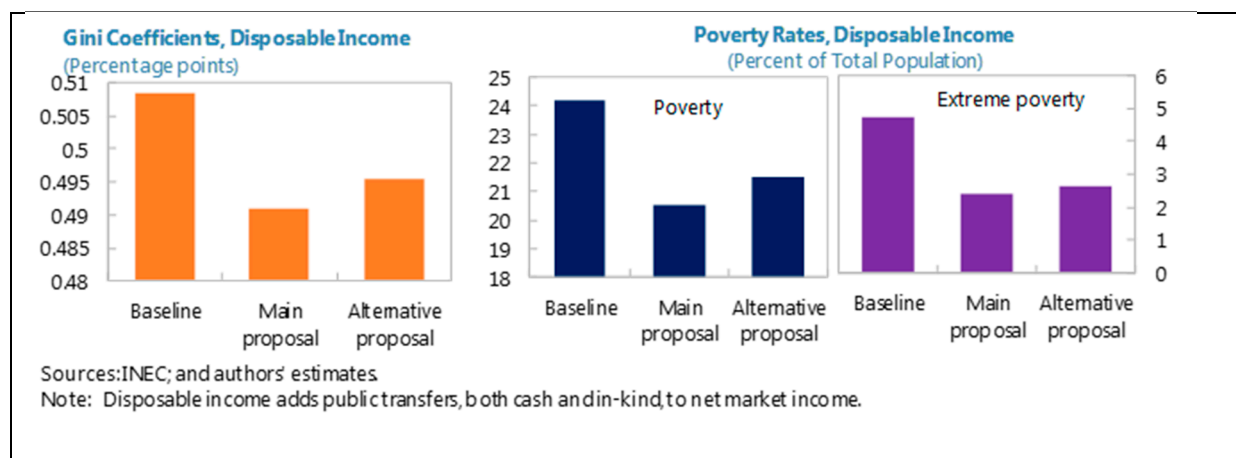 Gini Coefficients, Disposable Income
(Percentage points)
0.51
0.505
0.5
0.495
0.49
0.485
0.48
Baseline
Main proposal
Alternative proposal
Poverty Rates, Disposable Income
(Percent of Total Population)
25
24
23
22
21
20
19
18
Poverty
Baseline
Main proposal
Alternative proposal
Extreme poverty
6
5
4
3
2
1
0
Baseline
Main proposal
Alternative proposal
Sources:INEC; and authors' estimates.
Note: Disposable income adds public transfers, both cash and in-kind, to net market income.